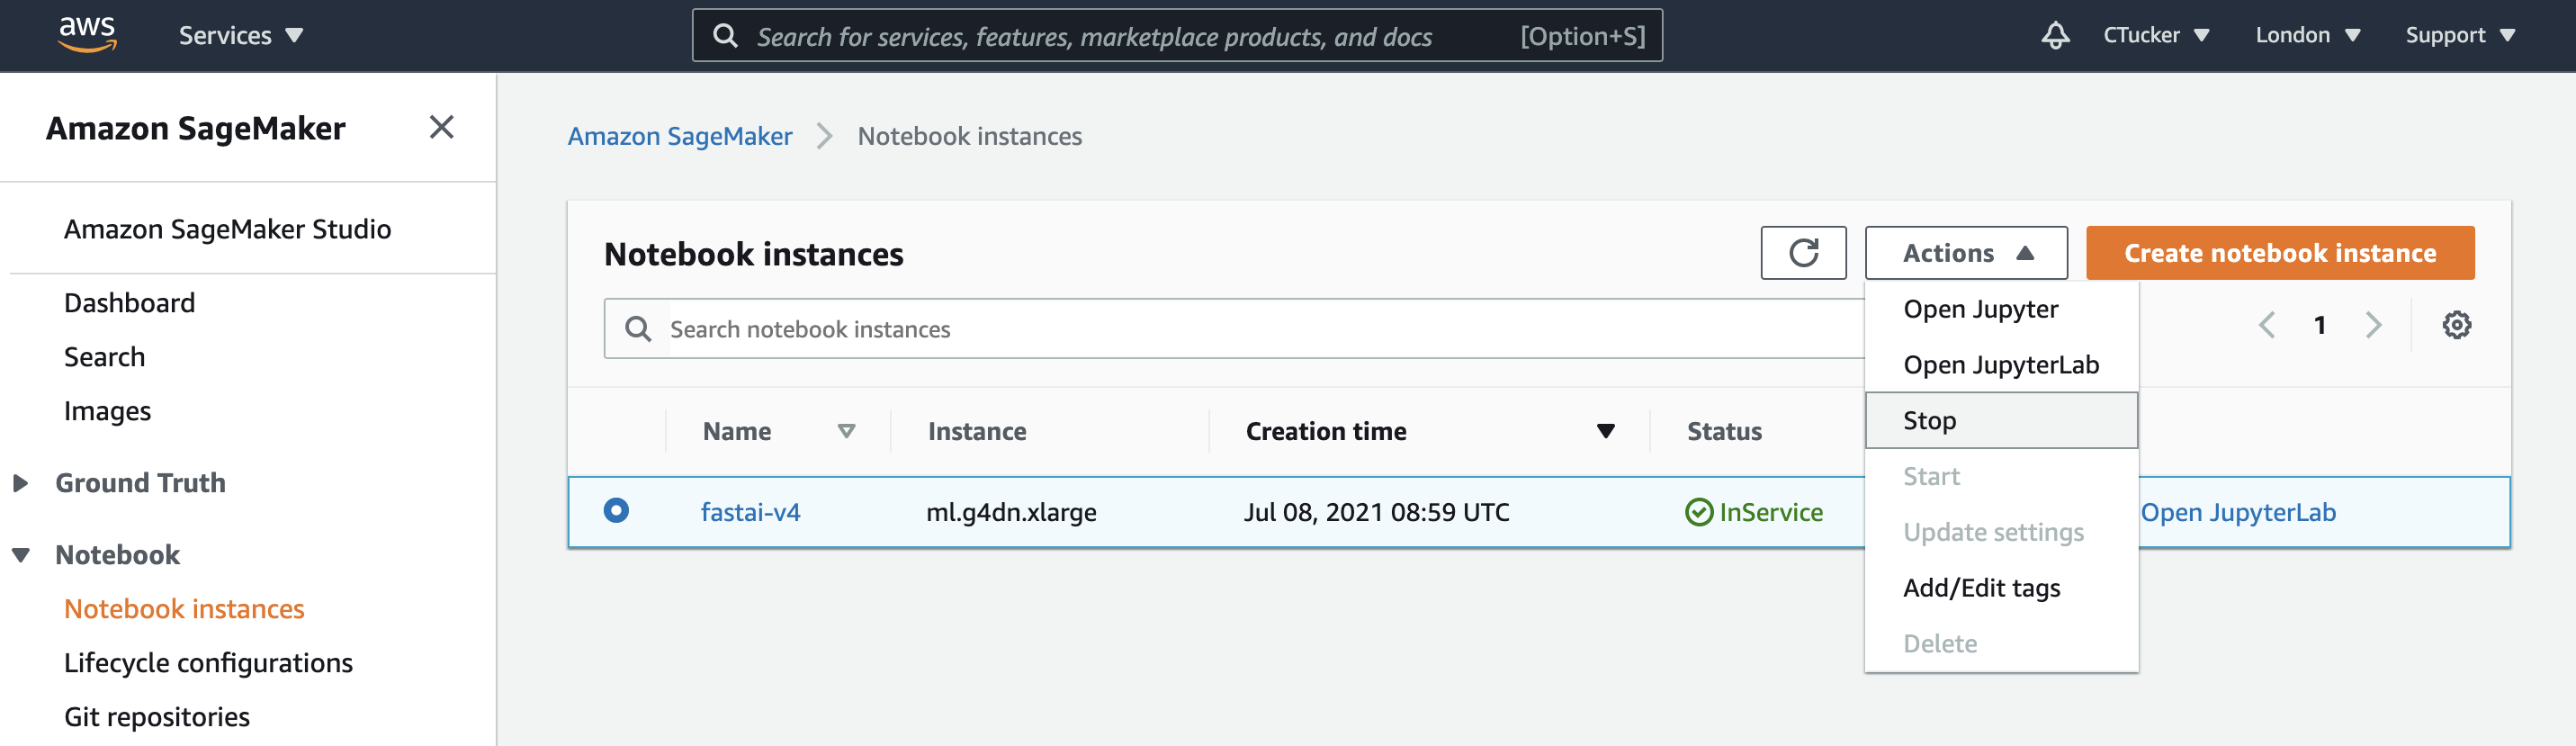 aws Services Search for services, features, marketplace products, and docs [Option+S] CTucker London Support
Amazon SageMaker
Amazon SageMaker Studio
Dashboard
Search
Images
Ground Truth
Notebook
Notebook instances
Lifecycle configurations
Git repositories
Amazon SageMaker Notebook instances
Notebook instances Actions Create notebook instance
Search notebook instances 1
Name Instance Creation time Status
fastai-v4 ml.g4dn.xlarge Jul 08, 2021 08:59 UTC InService Open JupyterLab
Open Jupyter
Open JupyterLab
Stop
Start
Update settings
Add/Edit tags
Delete